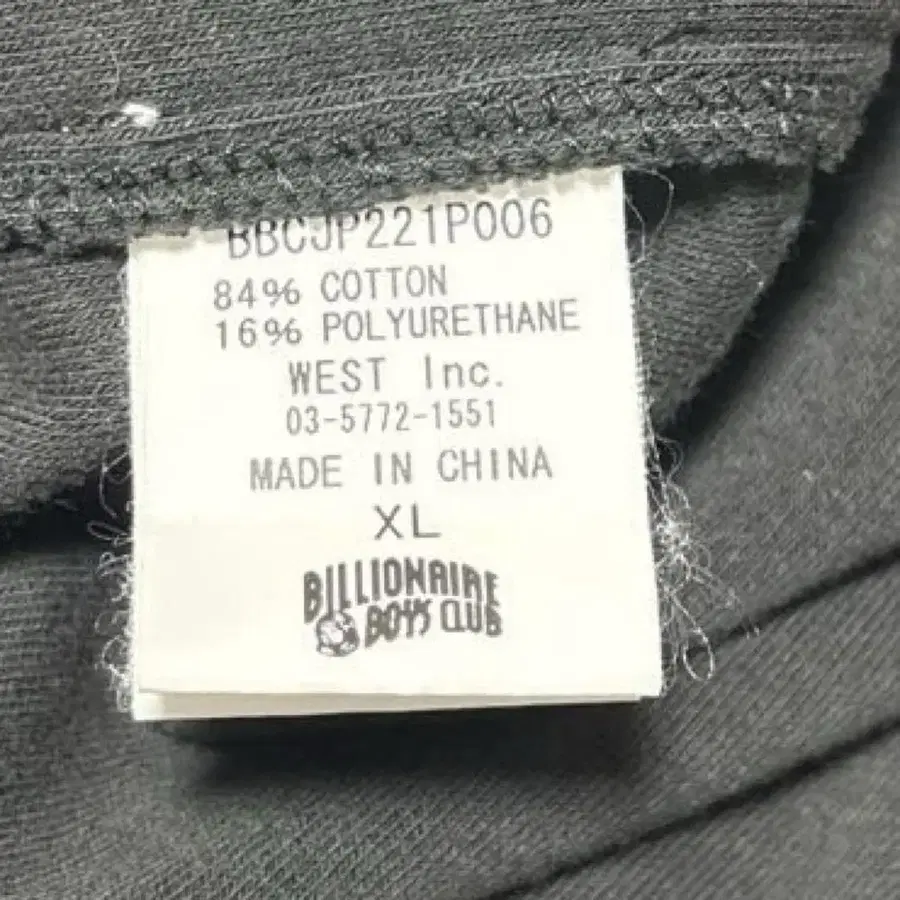 BBCJP221P006
84% COTTON
16% POLYURETHANE
WEST Inc.
03-5772-1551
MADE IN CHINA
XL
BILLIONAIRE
BOYS CLUB